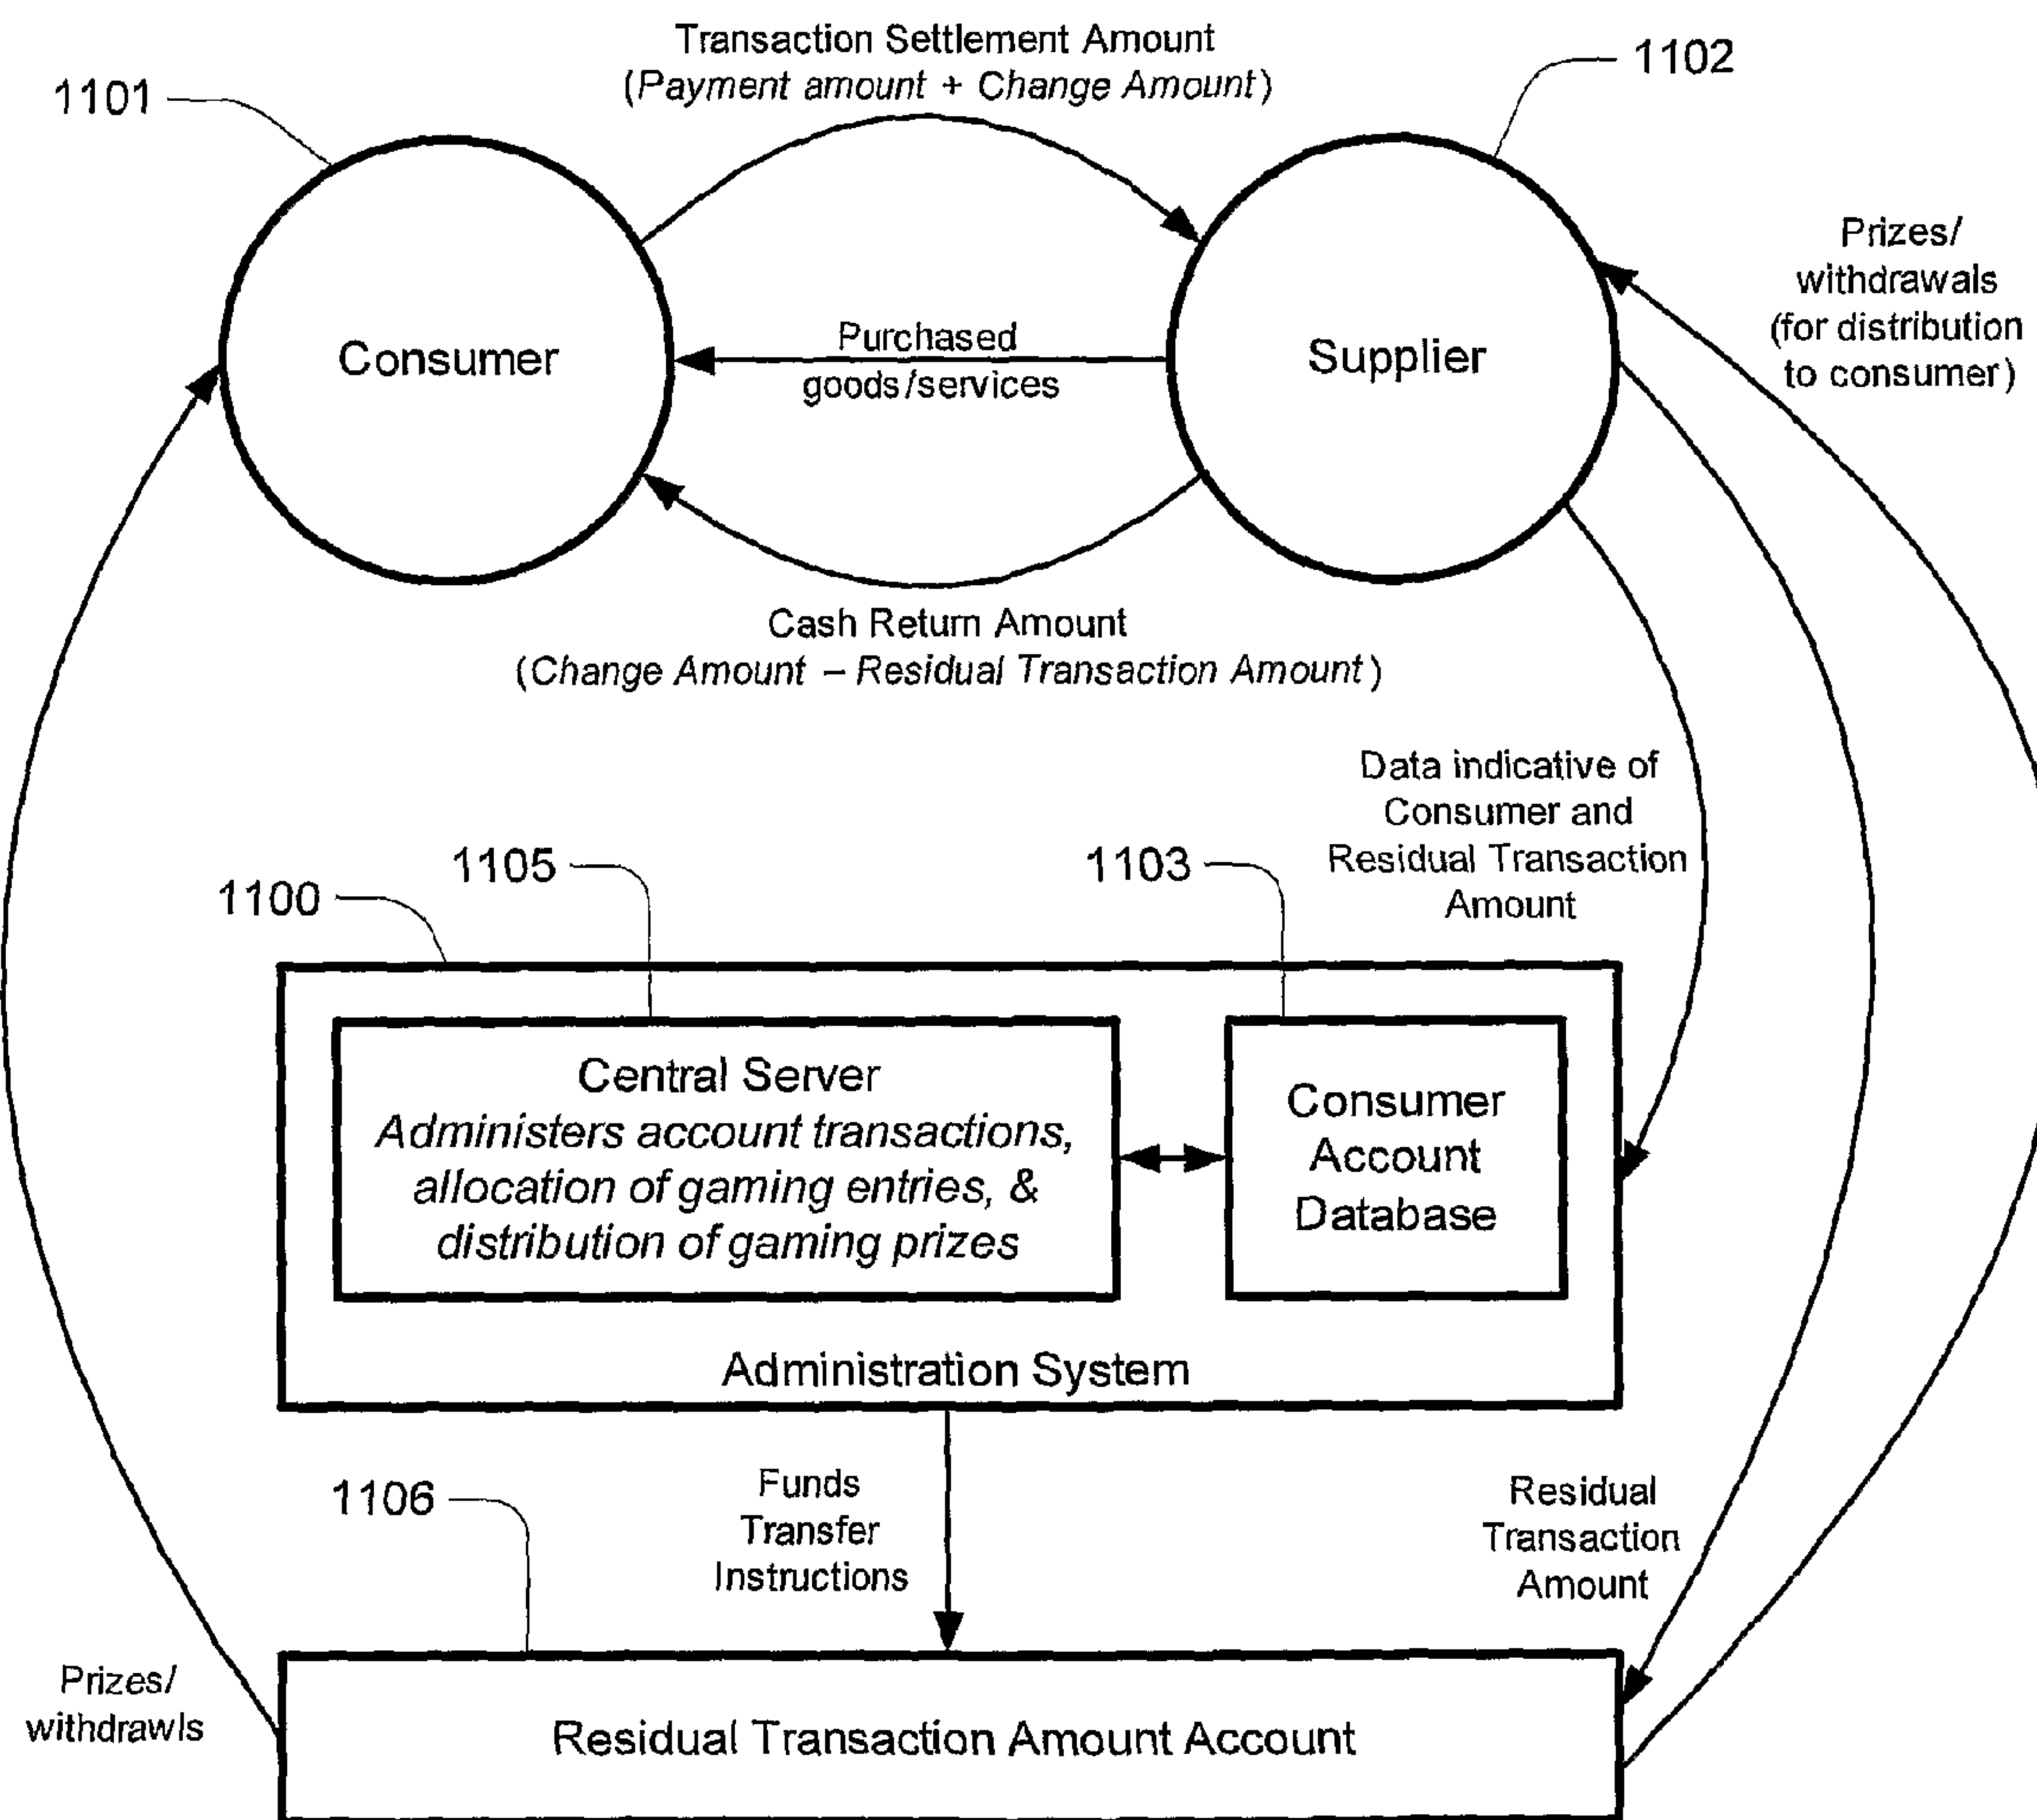 Transaction Settlement Amount
(Payment amount + Change Amount)
1101
1102
Prizes/
withdrawals
(for distribution
to consumer)
Consumer
Purchased
goods/services
Supplier
Cash Return Amount
(Change Amount – Residual Transaction Amount)
Data indicative of
Consumer and
Residual Transaction
Amount
1100
1105
1103
Central Server
Administers account transactions,
allocation of gaming entries, &
distribution of gaming prizes
Consumer
Account
Database
Administration System
1106
Funds
Transfer
Instructions
Residual
Transaction
Amount
Prizes/
withdrawls
Residual Transaction Amount Account